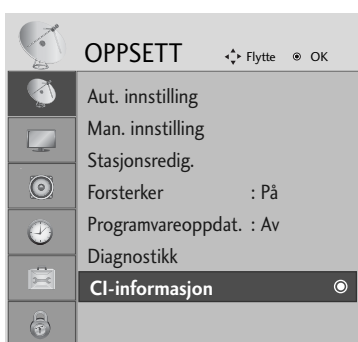 OPPSETT Flytte OK
Aut. innstilling
Man. innstilling
Stasjonsredig.
Forsterker : På
Programvareoppdat. : Av
Diagnostikk
CI-informasjon